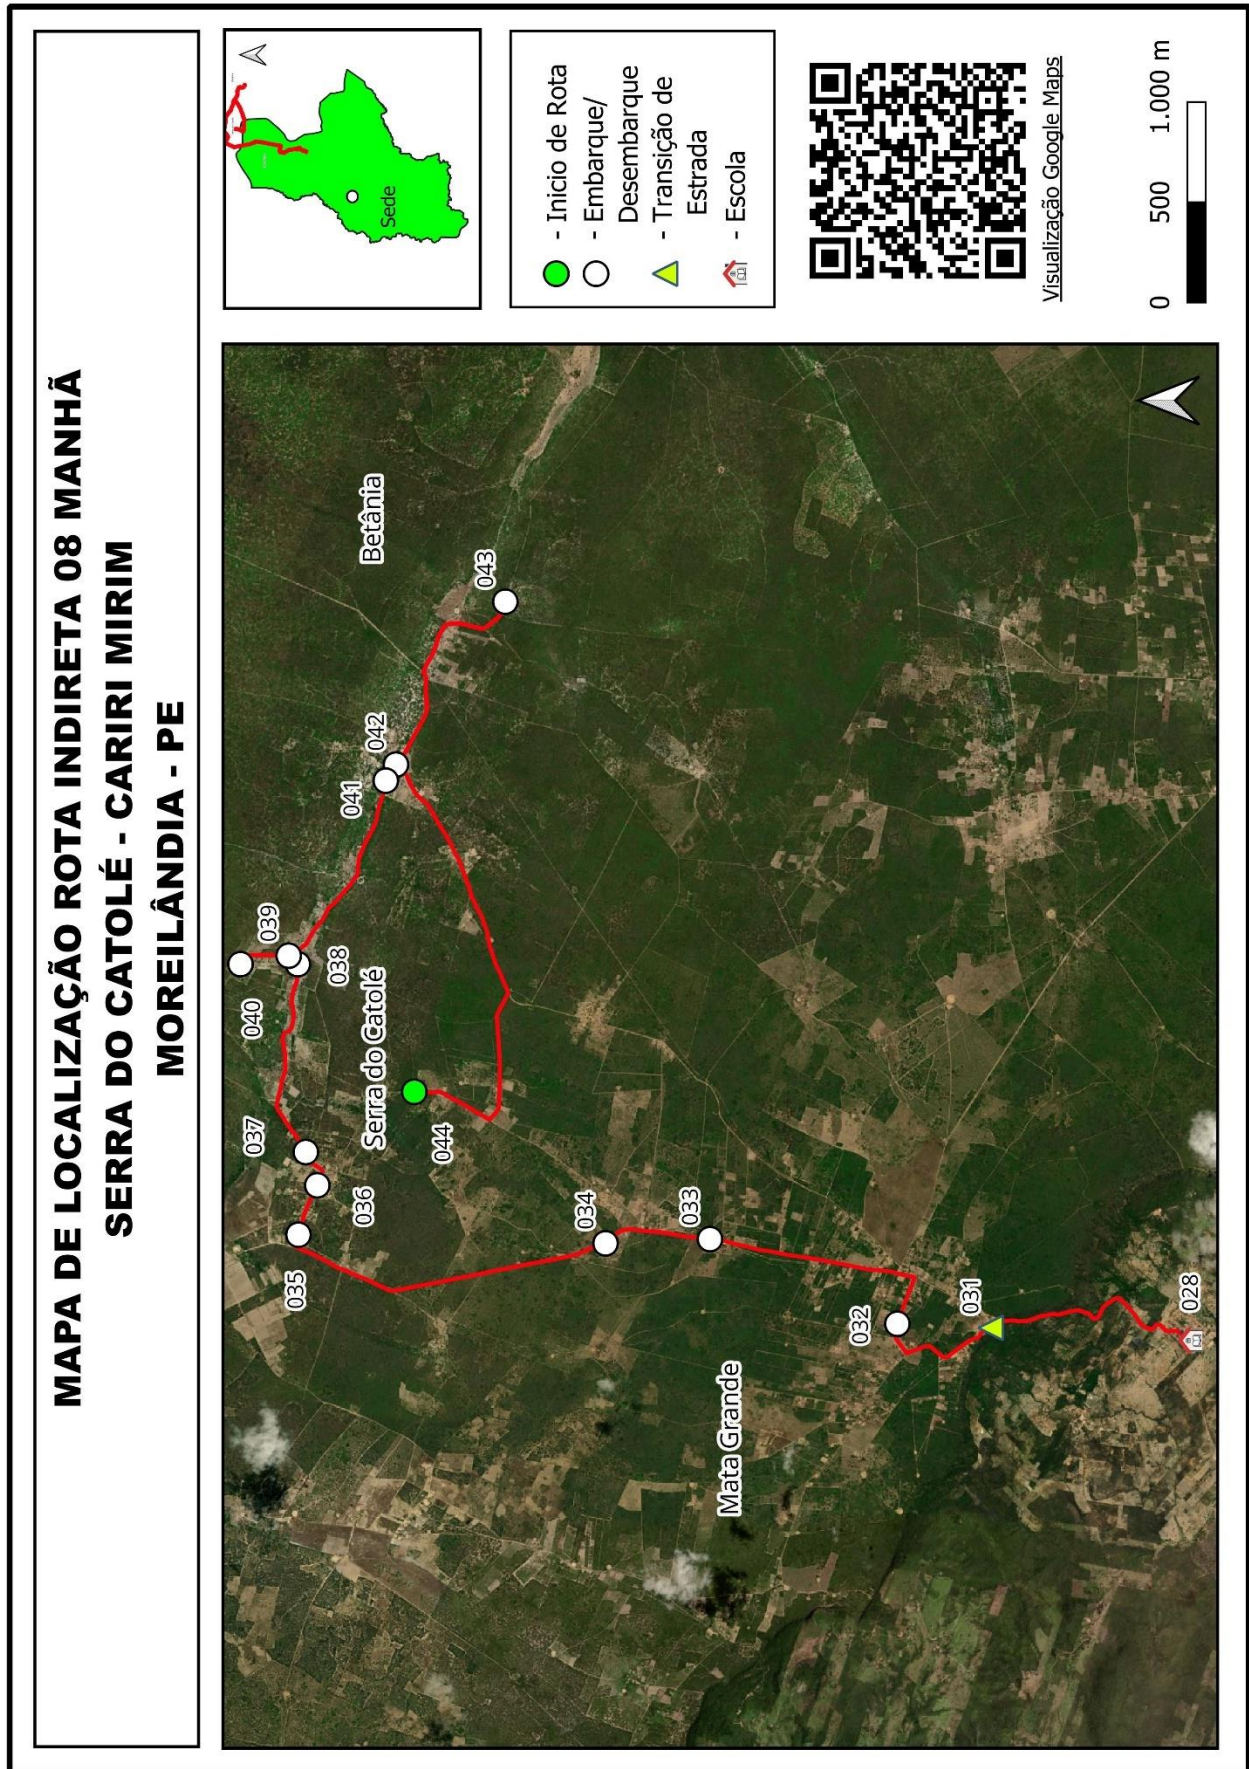 MAPA DE LOCALIZAÇÃO ROTA INDIRETA 08 MANHÃ
SERRA DO CATOLÉ - CARIRI MIRIM
MOREILÂNDIA - PE
040
039
038
037
036
035
Serra do Catolé
044
041
042
Betânia
043
034
033
Mata Grande
032
031
028
Sede
- Inicio de Rota
- Embarque/
Desembarque
- Transição de
Estrada
- Escola
Visualização Google Maps
0 500 1.000 m